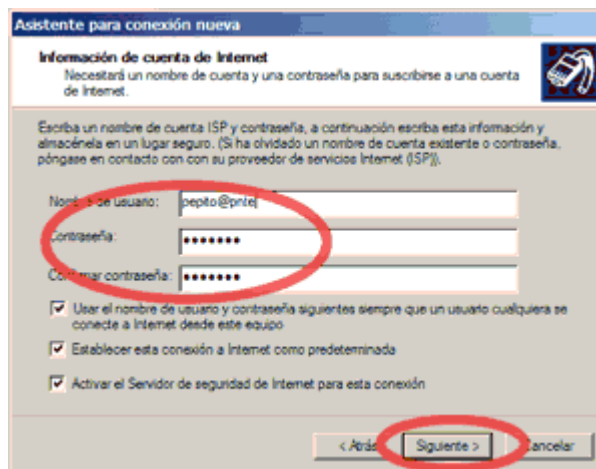 Asistente para conexión nueva
Información de cuenta de Internet
Necesitará un nombre de cuenta y una contraseña para suscribirse a una cuenta
de Internet.
Escriba un nombre de cuenta ISP y contraseña, a continuación escriba esta información y
almacénela en un lugar seguro. (Si ha olvidado un nombre de cuenta existente o contraseña,
póngase en contacto con con su proveedor de servicios Internet (ISP)).
Nombre de usuario: pepito@pnte
Contraseña: •••••••
Confirmar contraseña: •••••••
Usar el nombre de usuario y contraseña siguientes siempre que un usuario cualquiera se
conecte a Internet desde este equipo
Establecer esta conexión a Internet como predeterminada
Activar el Servidor de seguridad de Internet para esta conexión
< Atrás Siguiente > Cancelar